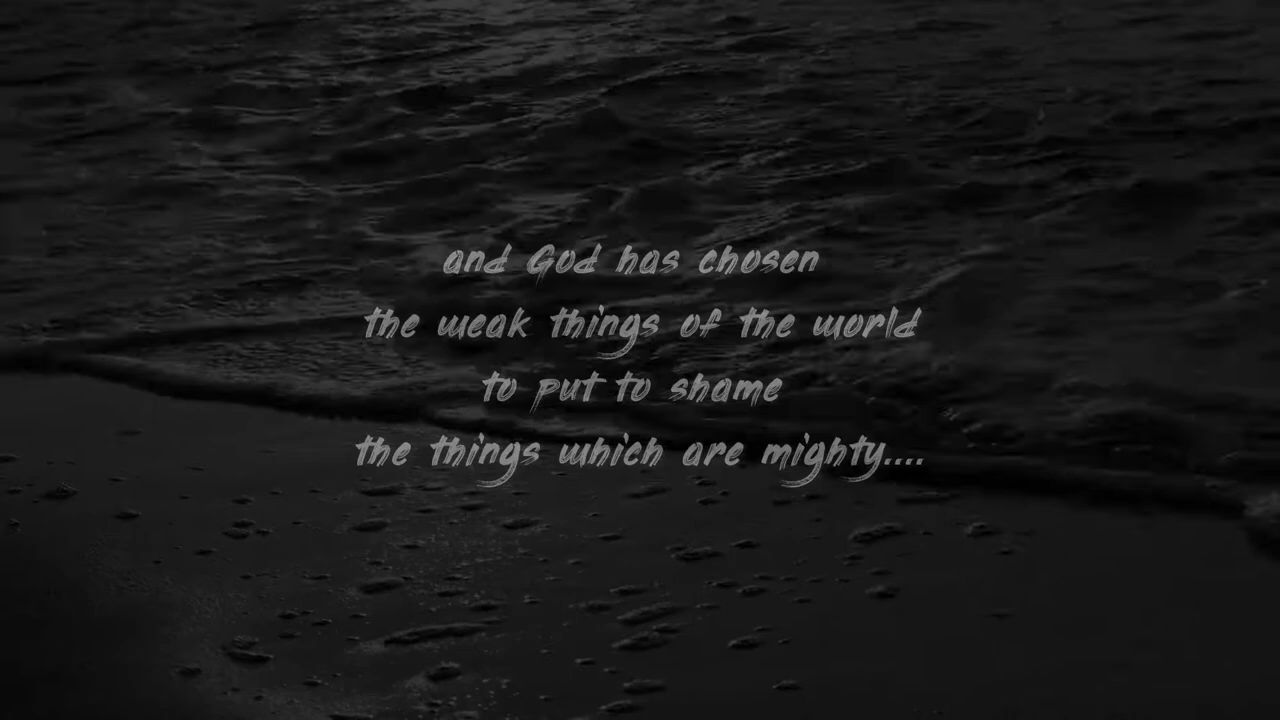 and God has chosen
the weak things of the world
to put to shame
the things which are mighty....